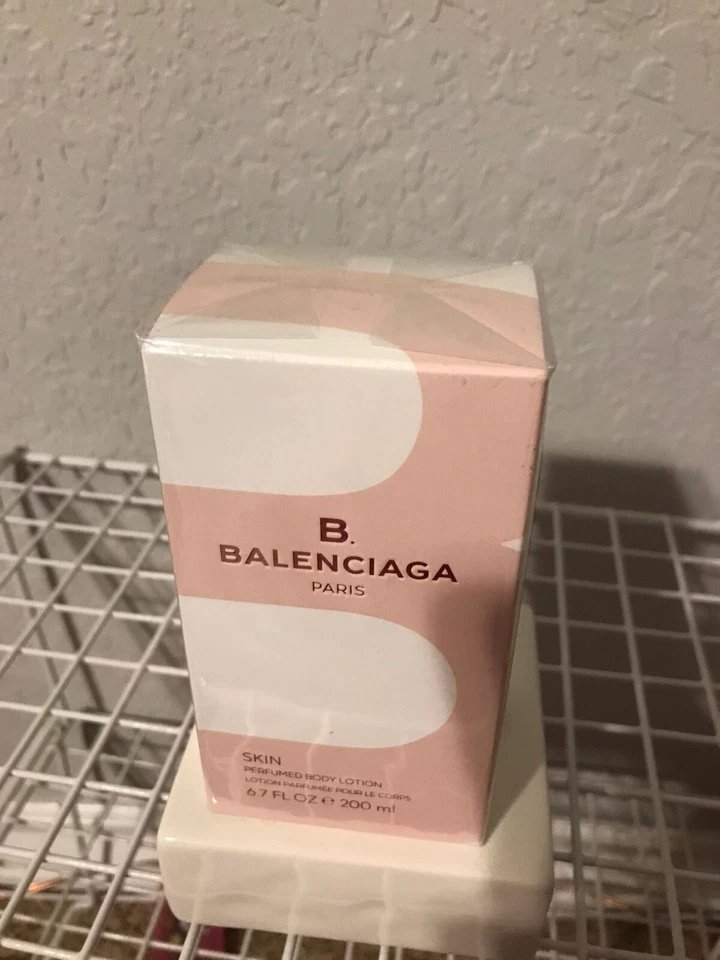 B.
BALENCIAGA
PARIS
SKIN
PERFUMED BODY LOTION
LOTION PARFUMÉE POUR LE CORPS
6.7 FL OZ ℮ 200 ml